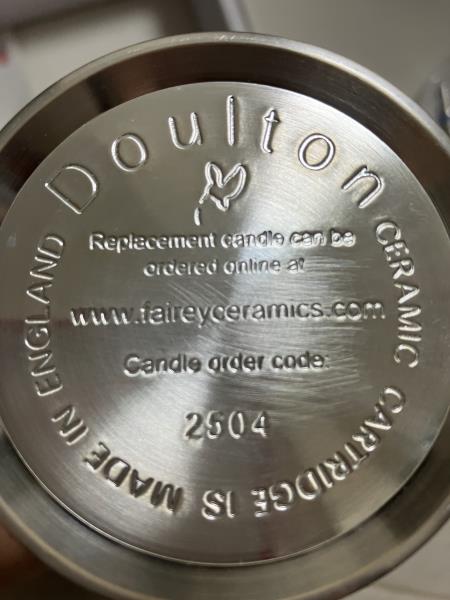 Doulton
Replacement candle can be
ordered online at
www.faireyceramics.com
Candle order code:
2504
CERAMIC CARTRIDGE IS MADE IN ENGLAND